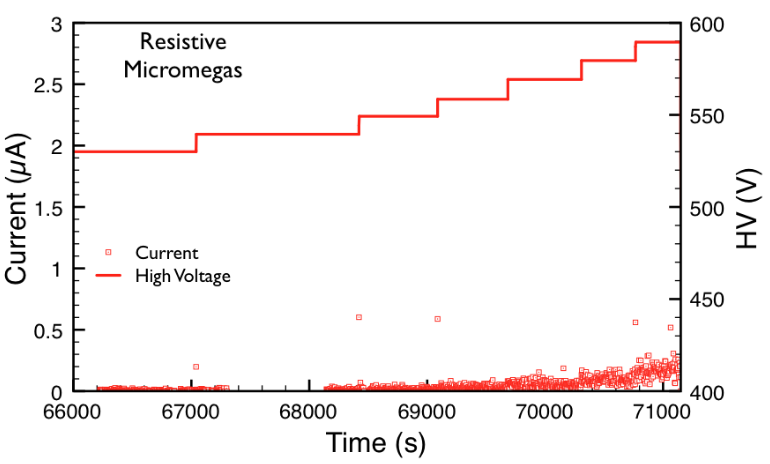 Resistive
Micromegas
Current (μA)
3
2.5
2
1.5
1
0.5
0
Current
High Voltage
600
550
500
450
400
HV (V)
66000 67000 68000 69000 70000 71000
Time (s)